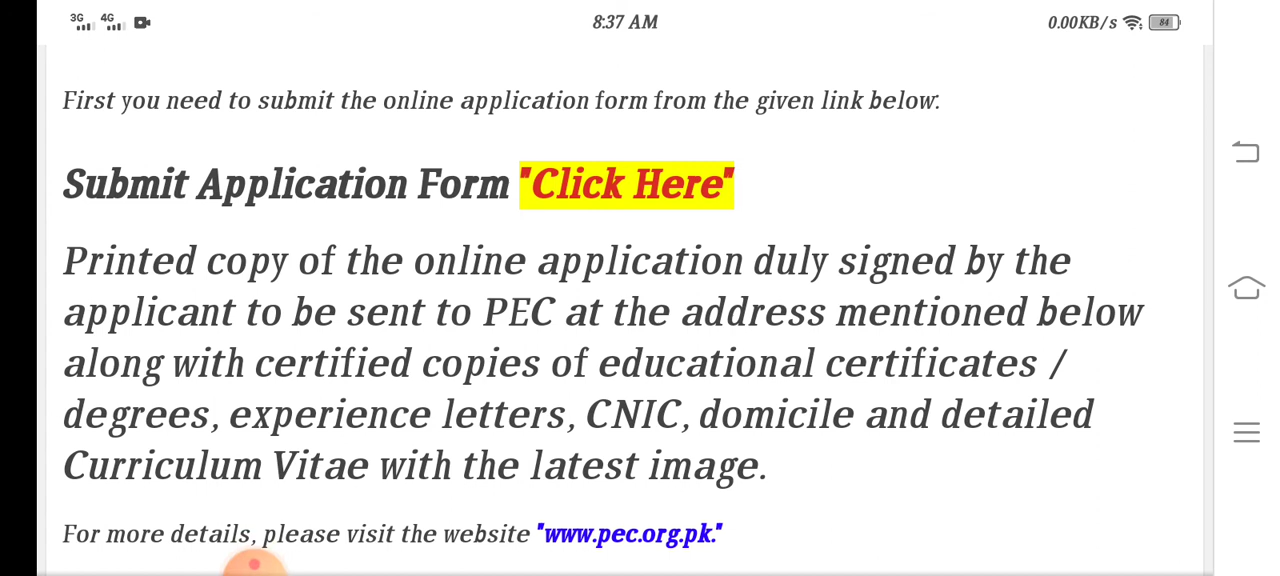 3G 4G 8:37 AM 0.00KB/s 84
First you need to submit the online application form from the given link below.
Submit Application Form "Click Here"
Printed copy of the online application duly signed by the
applicant to be sent to PEC at the address mentioned below
along with certified copies of educational certificates /
degrees, experience letters, CNIC, domicile and detailed
Curriculum Vitae with the latest image.
For more details, please visit the website "www.pec.org.pk."